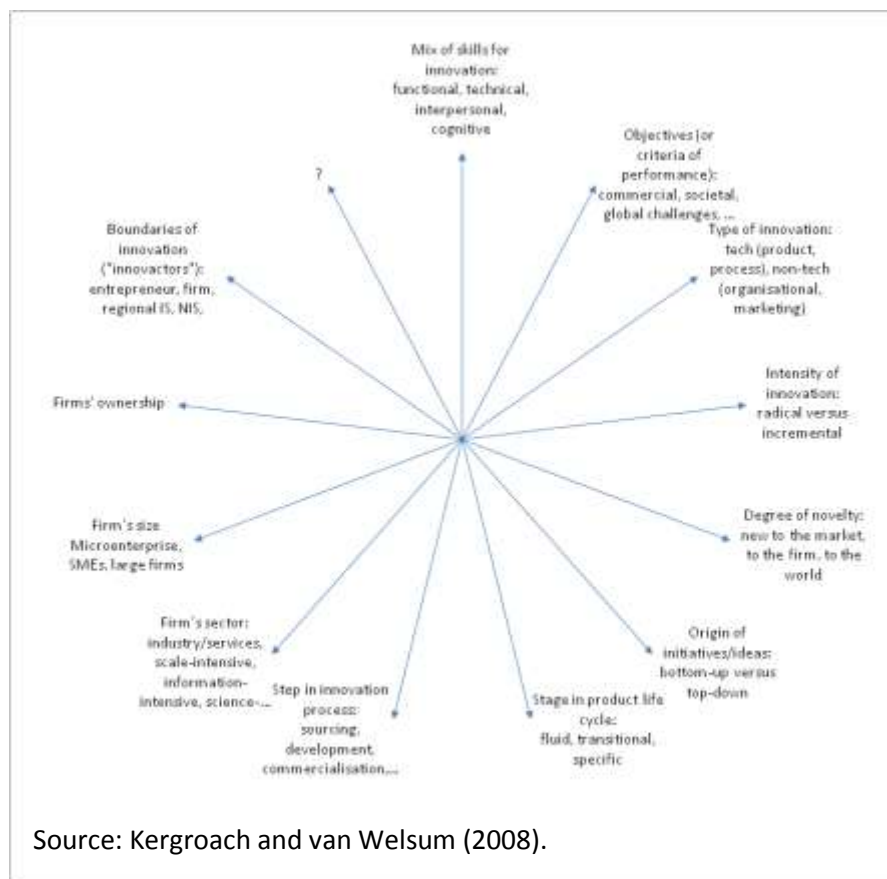 Mix of skills for
innovation:
functional, technical,
interpersonal,
cognitive
Objectives (or
criteria of
performance):
commercial, societal,
global challenges, ...
Type of innovation:
tech (product,
process), non-tech
(organisational,
marketing)
Intensity of
innovation:
radical versus
incremental
Degree of novelty:
new to the market,
to the firm, to the
world
Origin of
initiatives/ideas:
bottom-up versus
top-down
Stage in product life
cycle:
fluid, transitional,
specific
Step in innovation
process:
sourcing,
development,
commercialisation,...
Firm's sector:
industry/services,
scale-intensive,
information-
intensive, science-...
Firm's size
Microenterprise,
SMEs, large firms
Firms' ownership
Boundaries of
innovation
("innovactors"):
entrepreneur, firm,
regional IS, NIS,
?
Source: Kergroach and van Welsum (2008).